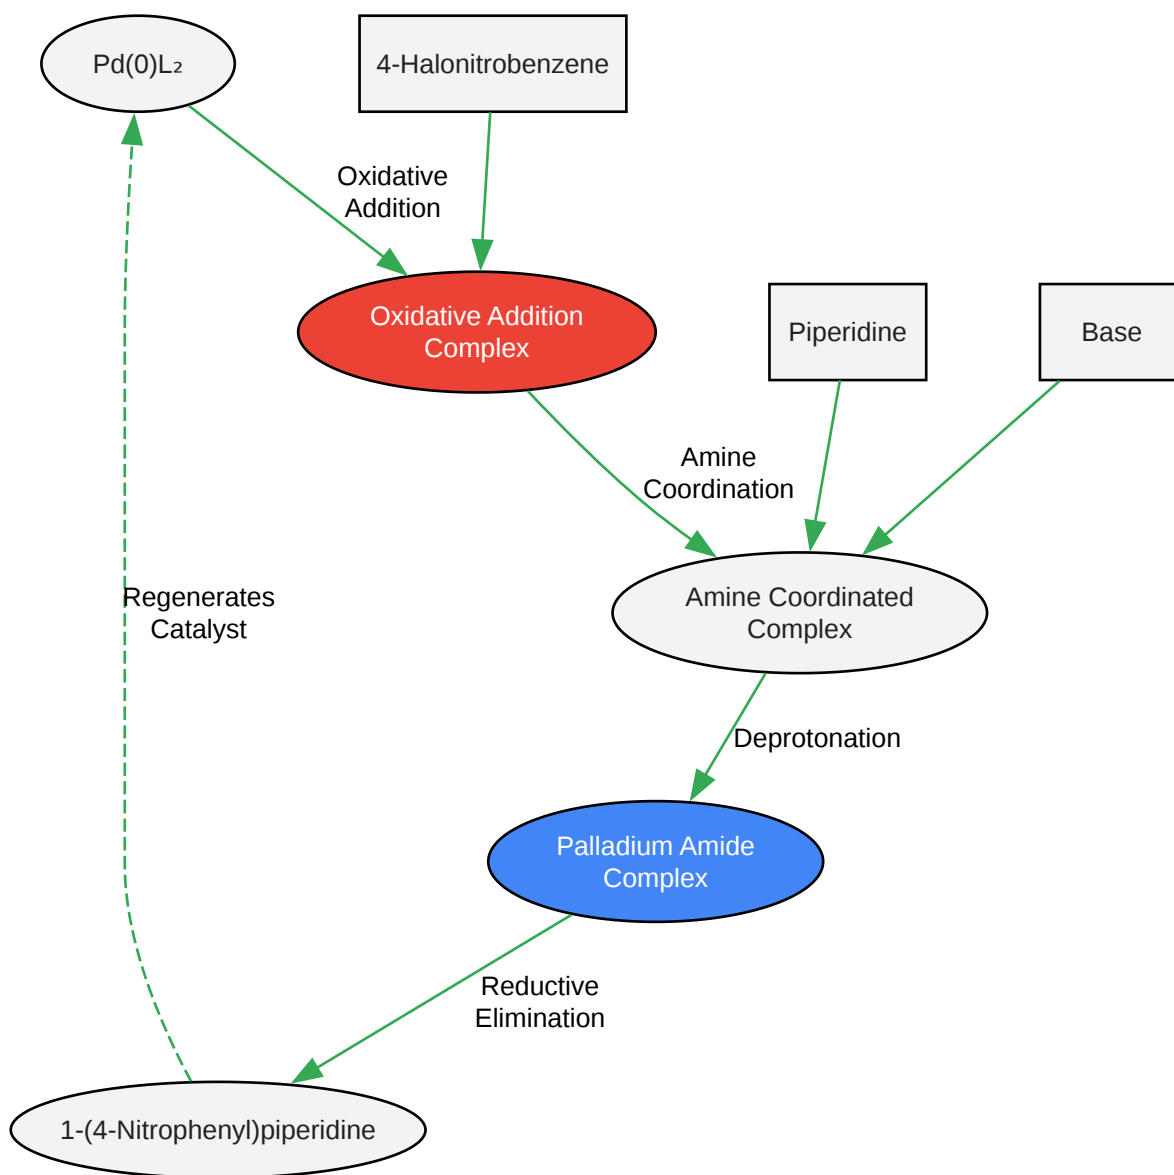 Pd(0)L₂
4-Halonitrobenzene
Oxidative
Addition
Oxidative Addition
Complex
Piperidine
Base
Amine
Coordination
Regenerates
Catalyst
Amine Coordinated
Complex
Deprotonation
Palladium Amide
Complex
Reductive
Elimination
1-(4-Nitrophenyl)piperidine